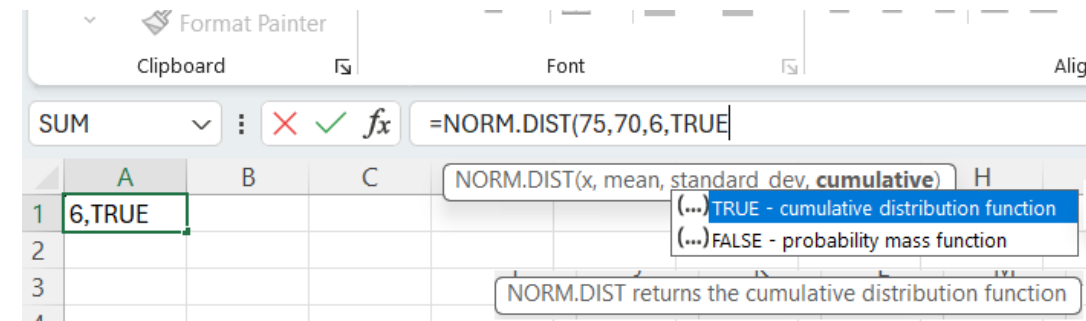 Format Painter
Clipboard
Font
Alig
SUM
fx
=NORM.DIST(75,70,6,TRUE
A B C H
NORM.DIST(x, mean, standard_dev, cumulative)
1 6,TRUE
(...) TRUE - cumulative distribution function
2
(...) FALSE - probability mass function
3
NORM.DIST returns the cumulative distribution function